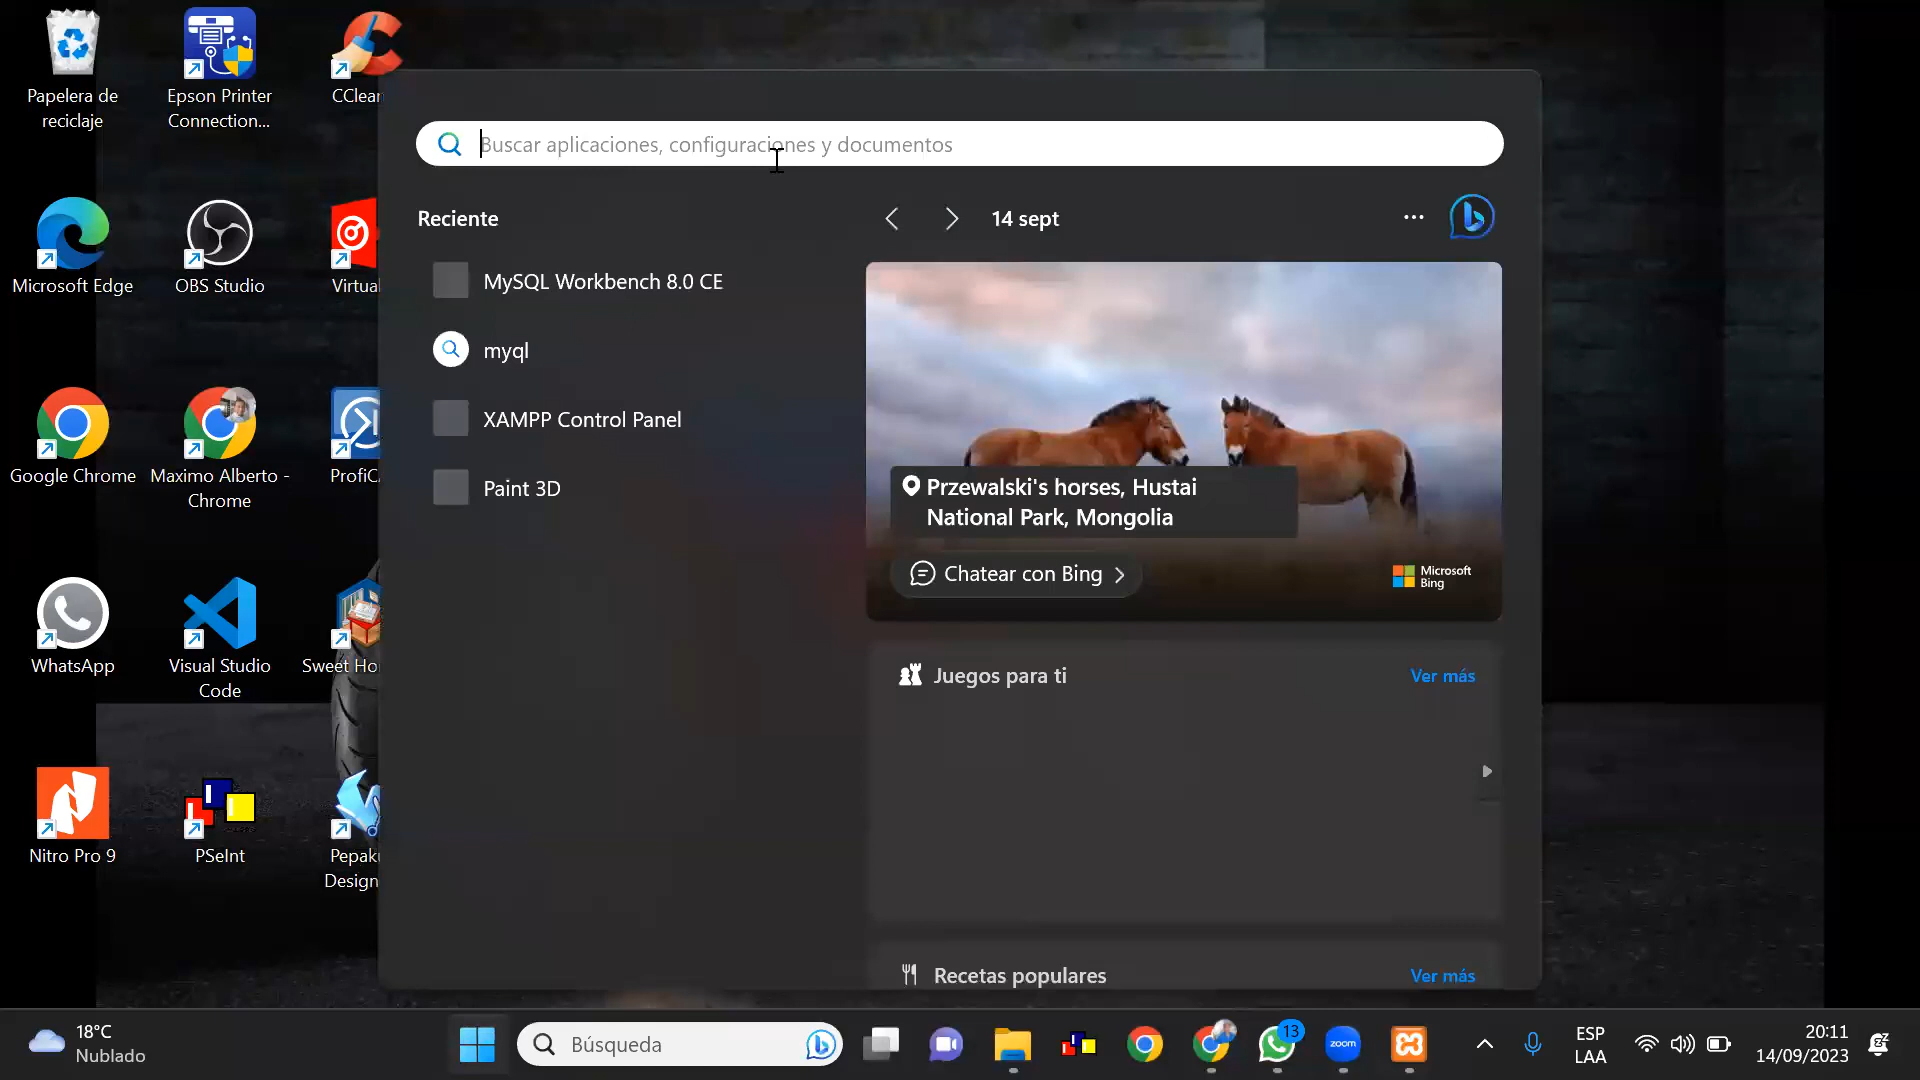 Papelera de
reciclaje
Epson Printer
Connection...
CClean
Microsoft Edge
OBS Studio
Virtual
Google Chrome
Maximo Alberto -
Chrome
ProfiCA
WhatsApp
Visual Studio
Code
Sweet Ho
Nitro Pro 9
PSeInt
Pepaku
Design
Buscar aplicaciones, configuraciones y documentos
Reciente
MySQL Workbench 8.0 CE
myql
XAMPP Control Panel
Paint 3D
14 sept
Przewalski's horses, Hustai
National Park, Mongolia
Chatear con Bing
Microsoft
Bing
Juegos para ti
Ver más
Recetas populares
Ver más
18°C
Nublado
Búsqueda
13
zoom
ESP
LAA
20:11
14/09/2023